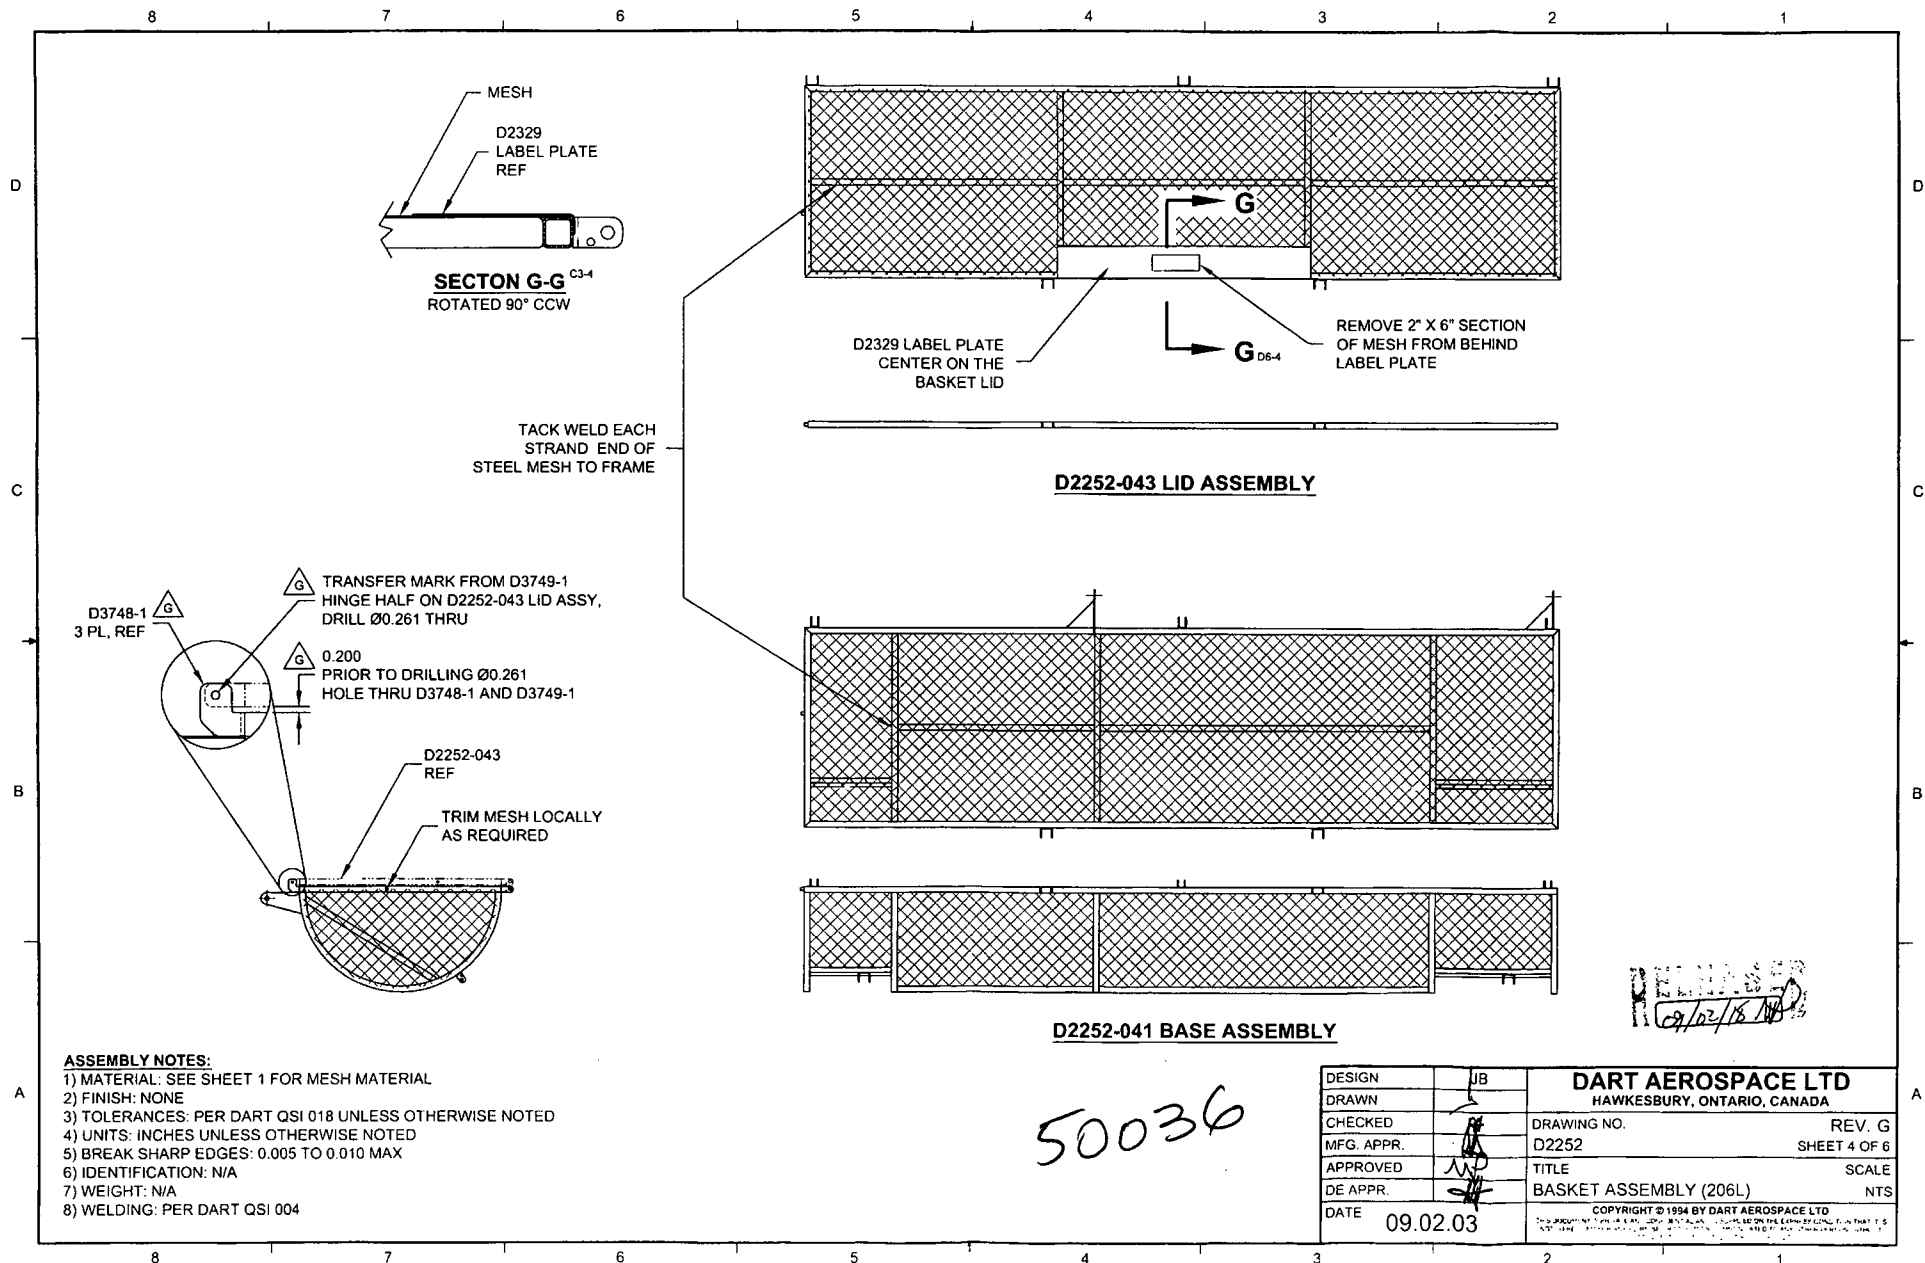 8 7 6 5 4 3 2 1
D
D
C
C
B
B
A
A
MESH
D2329
LABEL PLATE
REF
SECTON G-G C3-4
ROTATED 90° CCW
G
G D6-4
D2329 LABEL PLATE
CENTER ON THE
BASKET LID
REMOVE 2" X 6" SECTION
OF MESH FROM BEHIND
LABEL PLATE
TACK WELD EACH
STRAND END OF
STEEL MESH TO FRAME
D2252-043 LID ASSEMBLY
D3748-1
3 PL, REF
G
G
TRANSFER MARK FROM D3749-1
HINGE HALF ON D2252-043 LID ASSY,
DRILL Ø0.261 THRU
G
0.200
PRIOR TO DRILLING Ø0.261
HOLE THRU D3748-1 AND D3749-1
D2252-043
REF
TRIM MESH LOCALLY
AS REQUIRED
D2252-041 BASE ASSEMBLY
09/02/18
ASSEMBLY NOTES:
1) MATERIAL: SEE SHEET 1 FOR MESH MATERIAL
2) FINISH: NONE
3) TOLERANCES: PER DART QSI 018 UNLESS OTHERWISE NOTED
4) UNITS: INCHES UNLESS OTHERWISE NOTED
5) BREAK SHARP EDGES: 0.005 TO 0.010 MAX
6) IDENTIFICATION: N/A
7) WEIGHT: N/A
8) WELDING: PER DART QSI 004
50036
DESIGN JB
DRAWN
CHECKED
MFG. APPR.
APPROVED
DE APPR.
DATE 09.02.03
DART AEROSPACE LTD
HAWKESBURY, ONTARIO, CANADA
DRAWING NO. REV. G
D2252 SHEET 4 OF 6
TITLE SCALE
BASKET ASSEMBLY (206L) NTS
COPYRIGHT © 1994 BY DART AEROSPACE LTD
8 7 6 5 4 3 2 1